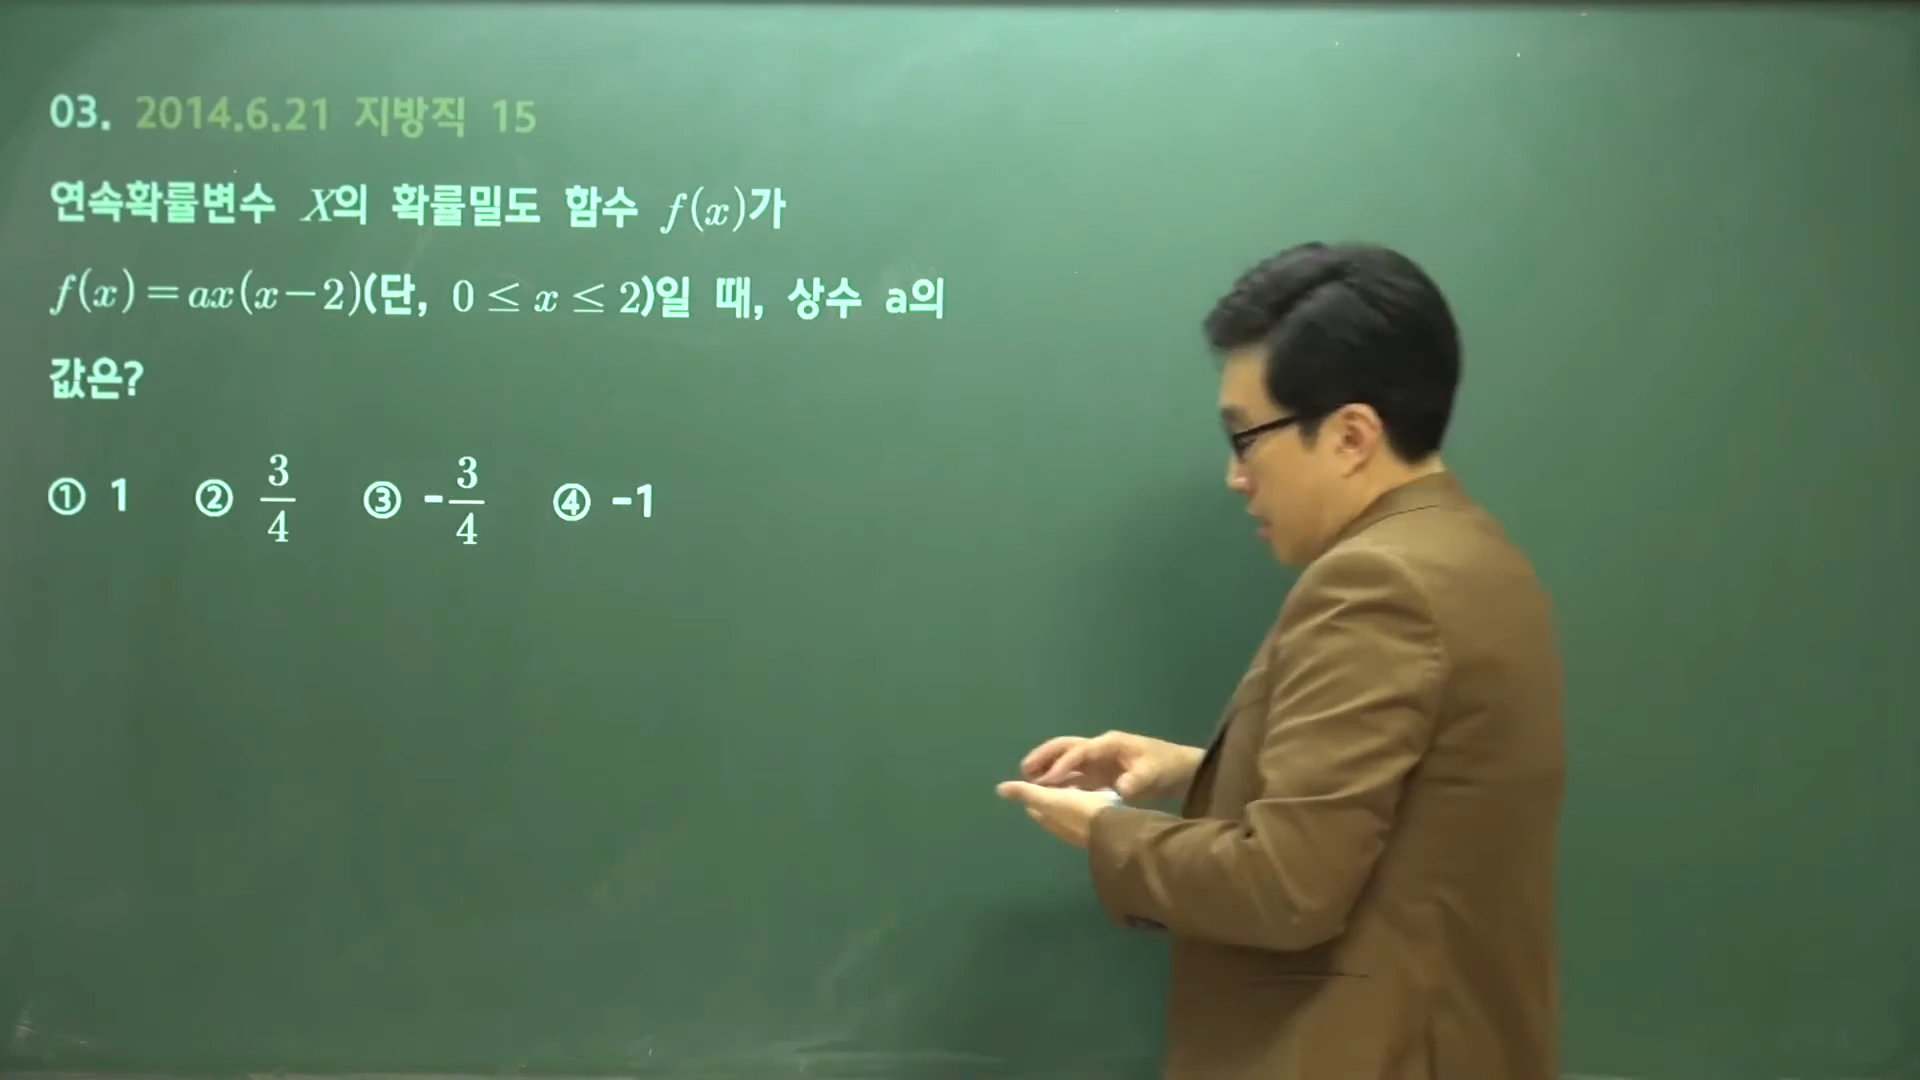 03. 2014.6.21 지방직 15
연속확률변수 X의 확률밀도 함수 f(x)가
f(x)=ax(x-2)(단, 0 ≤ x ≤ 2)일 때, 상수 a의
값은?
① 1 ② 3/4 ③ -3/4 ④ -1